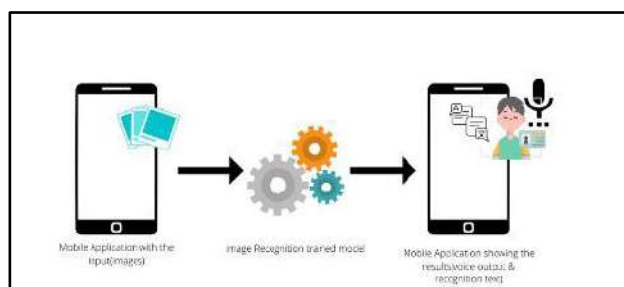 Mobile Application with the
input(images)
Image Recognition trained model
Mobile Application showing the
results(voice output &
recognition text)